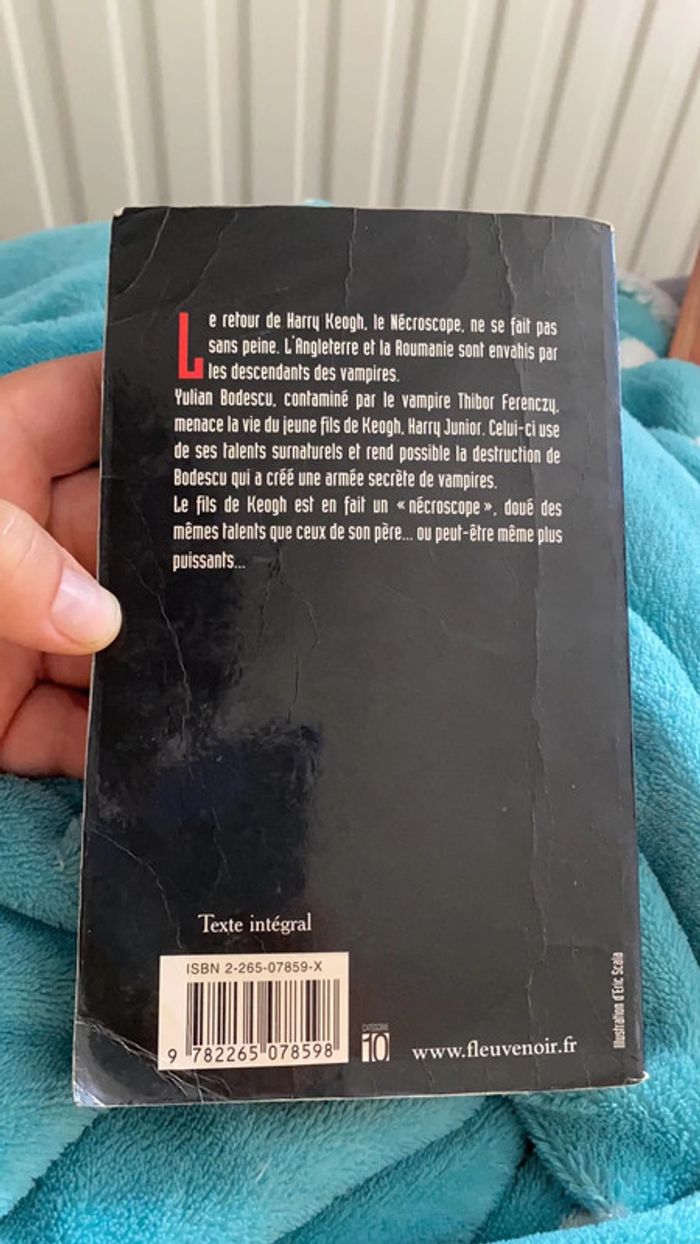 Le retour de Harry Keogh, le Nécroscope, ne se fait pas
sans peine. L'Angleterre et la Roumanie sont envahis par
les descendants des vampires.
Yulian Bodescu, contaminé par le vampire Thibor Ferenczy,
menace la vie du jeune fils de Keogh, Harry Junior. Celui-ci use
de ses talents surnaturels et rend possible la destruction de
Bodescu qui a créé une armée secrète de vampires.
Le fils de Keogh est en fait un « nécroscope », doué des
mêmes talents que ceux de son père... ou peut-être même plus
puissants...
Texte intégral
ISBN 2-265-07859-X
9 782265 078598
CATÉGORIE
10
www.fleuvenoir.fr
Illustration d'Eric Scala